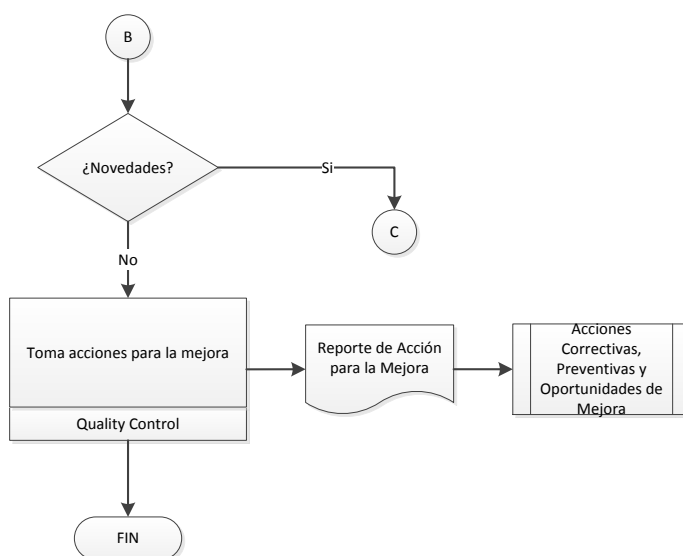 B
¿Novedades?
Si
C
No
Toma acciones para la mejora
Quality Control
Reporte de Acción
para la Mejora
Acciones
Correctivas,
Preventivas y
Oportunidades de
Mejora
FIN